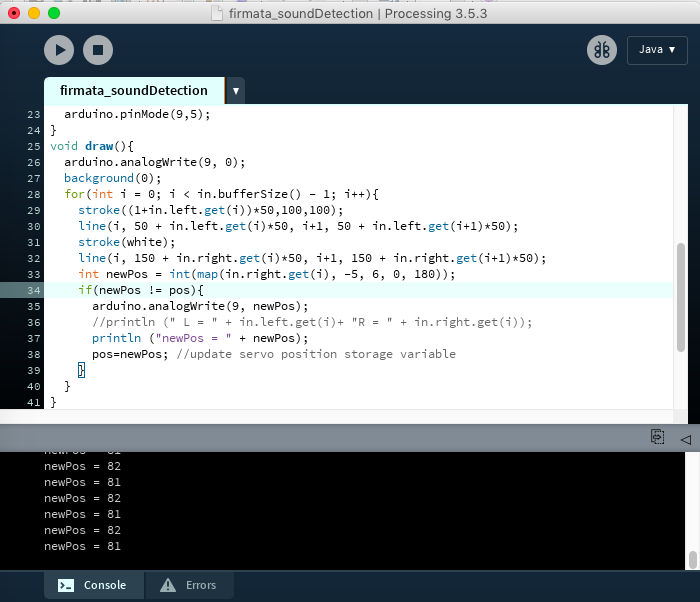 firmata_soundDetection | Processing 3.5.3
Java ▼
firmata_soundDetection ▼
23 arduino.pinMode(9,5);
24 }
25 void draw(){
26 arduino.analogWrite(9, 0);
27 background(0);
28 for(int i = 0; i < in.bufferSize() - 1; i++){
29 stroke((1+in.left.get(i))*50,100,100);
30 line(i, 50 + in.left.get(i)*50, i+1, 50 + in.left.get(i+1)*50);
31 stroke(white);
32 line(i, 150 + in.right.get(i)*50, i+1, 150 + in.right.get(i+1)*50);
33 int newPos = int(map(in.right.get(i), -5, 6, 0, 180));
34 if(newPos != pos){
35 arduino.analogWrite(9, newPos);
36 //println (" L = " + in.left.get(i)+ "R = " + in.right.get(i));
37 println ("newPos = " + newPos);
38 pos=newPos; //update servo position storage variable
39 }
40 }
41 }
newPos = 81
newPos = 82
newPos = 81
newPos = 82
newPos = 81
newPos = 82
newPos = 81
Console
Errors